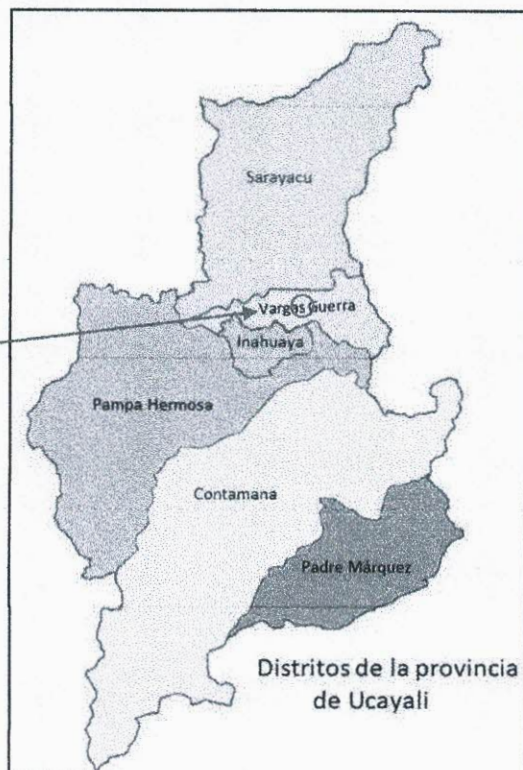 Sarayacu
Vargas Guerra
Inahuaya
Pampa Hermosa
Contamana
Padre Márquez
Distritos de la provincia
de Ucayali